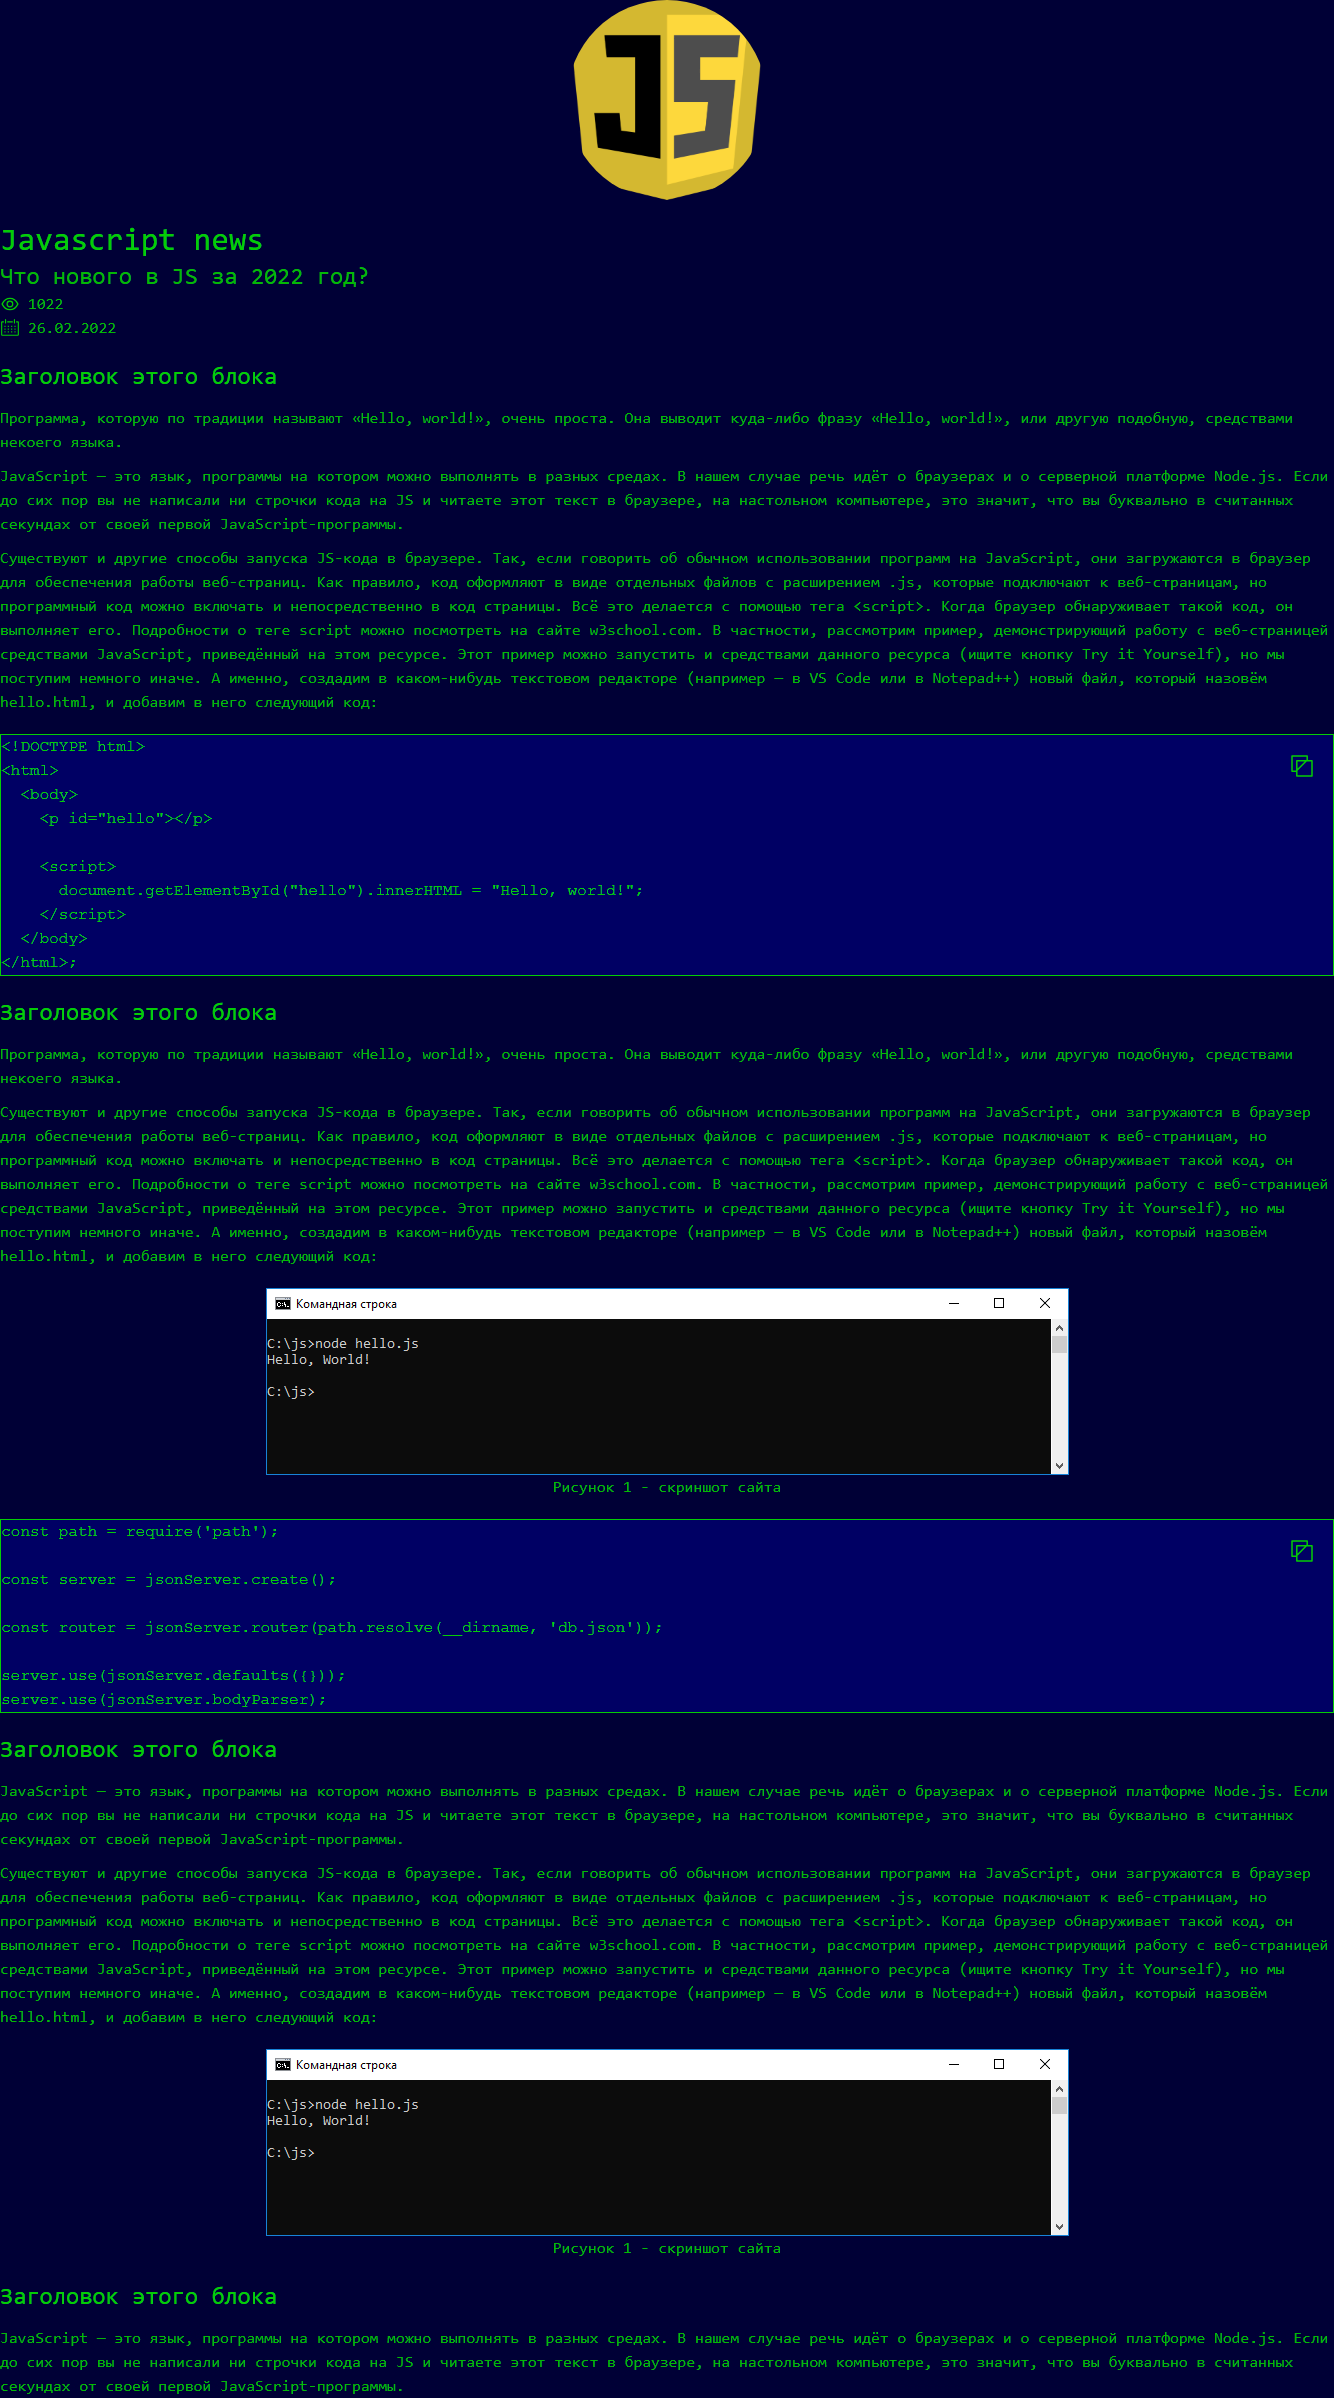 JS
Javascript news
Что нового в JS за 2022 год?
1022
26.02.2022
Заголовок этого блока
Программа, которую по традиции называют «Hello, world!», очень проста. Она выводит куда-либо фразу «Hello, world!», или другую подобную, средствами
некоего языка.
JavaScript — это язык, программы на котором можно выполнять в разных средах. В нашем случае речь идёт о браузерах и о серверной платформе Node.js. Если
до сих пор вы не написали ни строчки кода на JS и читаете этот текст в браузере, на настольном компьютере, это значит, что вы буквально в считанных
секундах от своей первой JavaScript-программы.
Существуют и другие способы запуска JS-кода в браузере. Так, если говорить об обычном использовании программ на JavaScript, они загружаются в браузер
для обеспечения работы веб-страниц. Как правило, код оформляют в виде отдельных файлов с расширением .js, которые подключают к веб-страницам, но
программный код можно включать и непосредственно в код страницы. Всё это делается с помощью тега <script>. Когда браузер обнаруживает такой код, он
выполняет его. Подробности о теге script можно посмотреть на сайте w3school.com. В частности, рассмотрим пример, демонстрирующий работу с веб-страницей
средствами JavaScript, приведённый на этом ресурсе. Этот пример можно запустить и средствами данного ресурса (ищите кнопку Try it Yourself), но мы
поступим немного иначе. А именно, создадим в каком-нибудь текстовом редакторе (например — в VS Code или в Notepad++) новый файл, который назовём
hello.html, и добавим в него следующий код:
<!DOCTYPE html>
<html>
  <body>
    <p id="hello"></p>
    <script>
      document.getElementById("hello").innerHTML = "Hello, world!";
    </script>
  </body>
</html>;
Заголовок этого блока
Программа, которую по традиции называют «Hello, world!», очень проста. Она выводит куда-либо фразу «Hello, world!», или другую подобную, средствами
некоего языка.
Существуют и другие способы запуска JS-кода в браузере. Так, если говорить об обычном использовании программ на JavaScript, они загружаются в браузер
для обеспечения работы веб-страниц. Как правило, код оформляют в виде отдельных файлов с расширением .js, которые подключают к веб-страницам, но
программный код можно включать и непосредственно в код страницы. Всё это делается с помощью тега <script>. Когда браузер обнаруживает такой код, он
выполняет его. Подробности о теге script можно посмотреть на сайте w3school.com. В частности, рассмотрим пример, демонстрирующий работу с веб-страницей
средствами JavaScript, приведённый на этом ресурсе. Этот пример можно запустить и средствами данного ресурса (ищите кнопку Try it Yourself), но мы
поступим немного иначе. А именно, создадим в каком-нибудь текстовом редакторе (например — в VS Code или в Notepad++) новый файл, который назовём
hello.html, и добавим в него следующий код:
C:\. Командная строка
C:\js>node hello.js
Hello, World!
C:\js>
Рисунок 1 - скриншот сайта
const path = require('path');
const server = jsonServer.create();
const router = jsonServer.router(path.resolve(__dirname, 'db.json'));
server.use(jsonServer.defaults({}));
server.use(jsonServer.bodyParser);
Заголовок этого блока
JavaScript — это язык, программы на котором можно выполнять в разных средах. В нашем случае речь идёт о браузерах и о серверной платформе Node.js. Если
до сих пор вы не написали ни строчки кода на JS и читаете этот текст в браузере, на настольном компьютере, это значит, что вы буквально в считанных
секундах от своей первой JavaScript-программы.
Существуют и другие способы запуска JS-кода в браузере. Так, если говорить об обычном использовании программ на JavaScript, они загружаются в браузер
для обеспечения работы веб-страниц. Как правило, код оформляют в виде отдельных файлов с расширением .js, которые подключают к веб-страницам, но
программный код можно включать и непосредственно в код страницы. Всё это делается с помощью тега <script>. Когда браузер обнаруживает такой код, он
выполняет его. Подробности о теге script можно посмотреть на сайте w3school.com. В частности, рассмотрим пример, демонстрирующий работу с веб-страницей
средствами JavaScript, приведённый на этом ресурсе. Этот пример можно запустить и средствами данного ресурса (ищите кнопку Try it Yourself), но мы
поступим немного иначе. А именно, создадим в каком-нибудь текстовом редакторе (например — в VS Code или в Notepad++) новый файл, который назовём
hello.html, и добавим в него следующий код:
C:\. Командная строка
C:\js>node hello.js
Hello, World!
C:\js>
Рисунок 1 - скриншот сайта
Заголовок этого блока
JavaScript — это язык, программы на котором можно выполнять в разных средах. В нашем случае речь идёт о браузерах и о серверной платформе Node.js. Если
до сих пор вы не написали ни строчки кода на JS и читаете этот текст в браузере, на настольном компьютере, это значит, что вы буквально в считанных
секундах от своей первой JavaScript-программы.